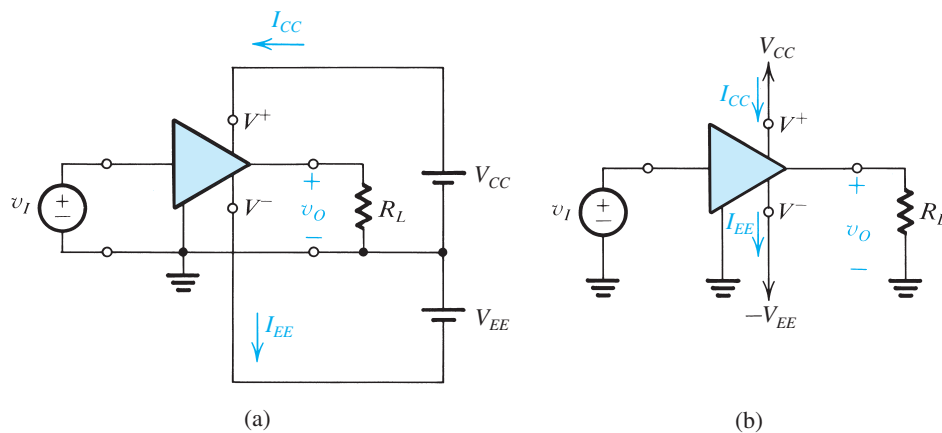 I_CC
V⁺
v_I
+
−
V⁻
+
v_O
−
R_L
V_CC
V_EE
I_EE
(a)
V_CC
I_CC
V⁺
v_I
+
−
V⁻
I_EE
+
v_O
−
R_L
−V_EE
(b)